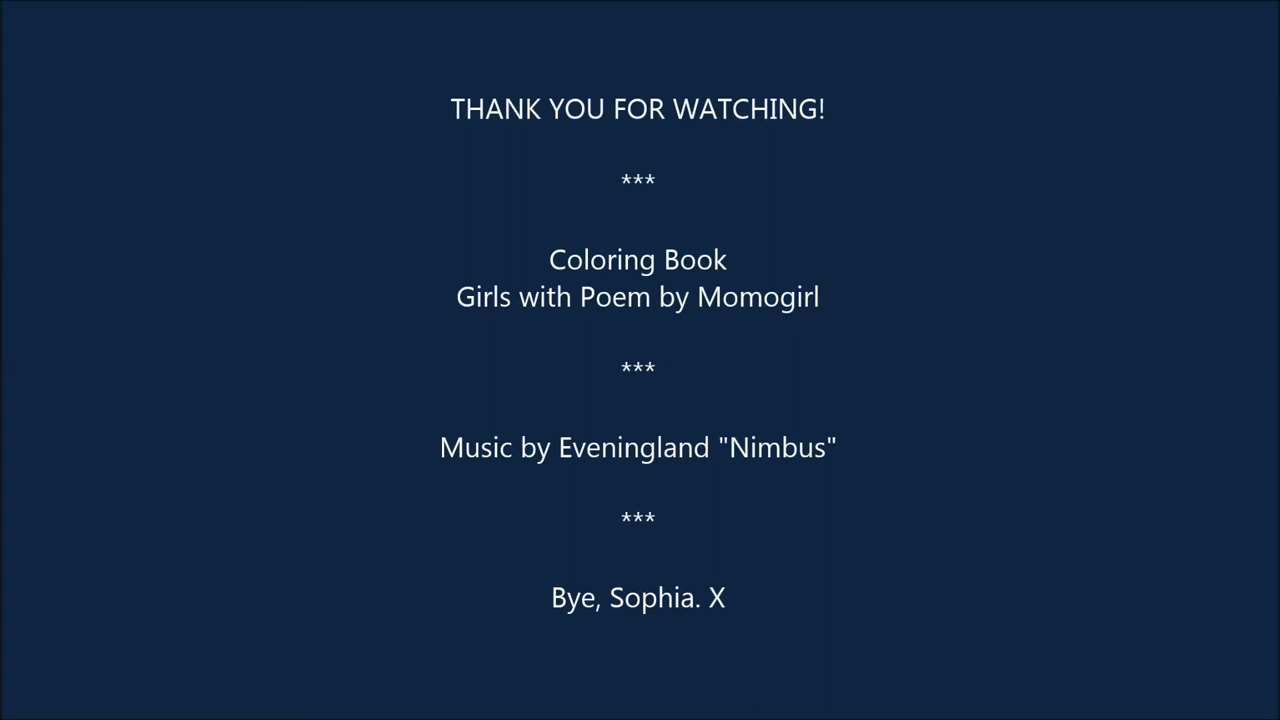 THANK YOU FOR WATCHING!
***
Coloring Book
Girls with Poem by Momogirl
***
Music by Eveningland "Nimbus"
***
Bye, Sophia. X